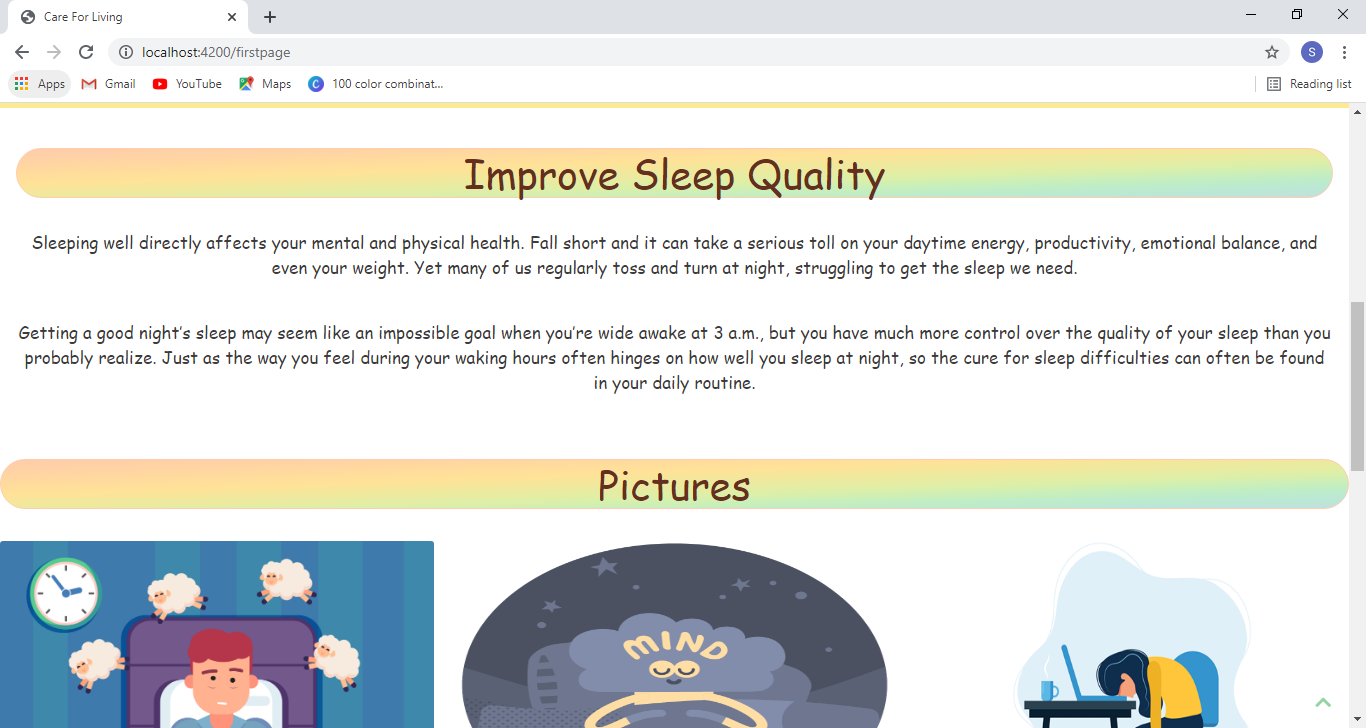 Care For Living
localhost:4200/firstpage
S
Apps Gmail YouTube Maps C 100 color combinat... Reading list
Improve Sleep Quality
Sleeping well directly affects your mental and physical health. Fall short and it can take a serious toll on your daytime energy, productivity, emotional balance, and
even your weight. Yet many of us regularly toss and turn at night, struggling to get the sleep we need.
Getting a good night’s sleep may seem like an impossible goal when you’re wide awake at 3 a.m., but you have much more control over the quality of your sleep than you
probably realize. Just as the way you feel during your waking hours often hinges on how well you sleep at night, so the cure for sleep difficulties can often be found
in your daily routine.
Pictures
MIND